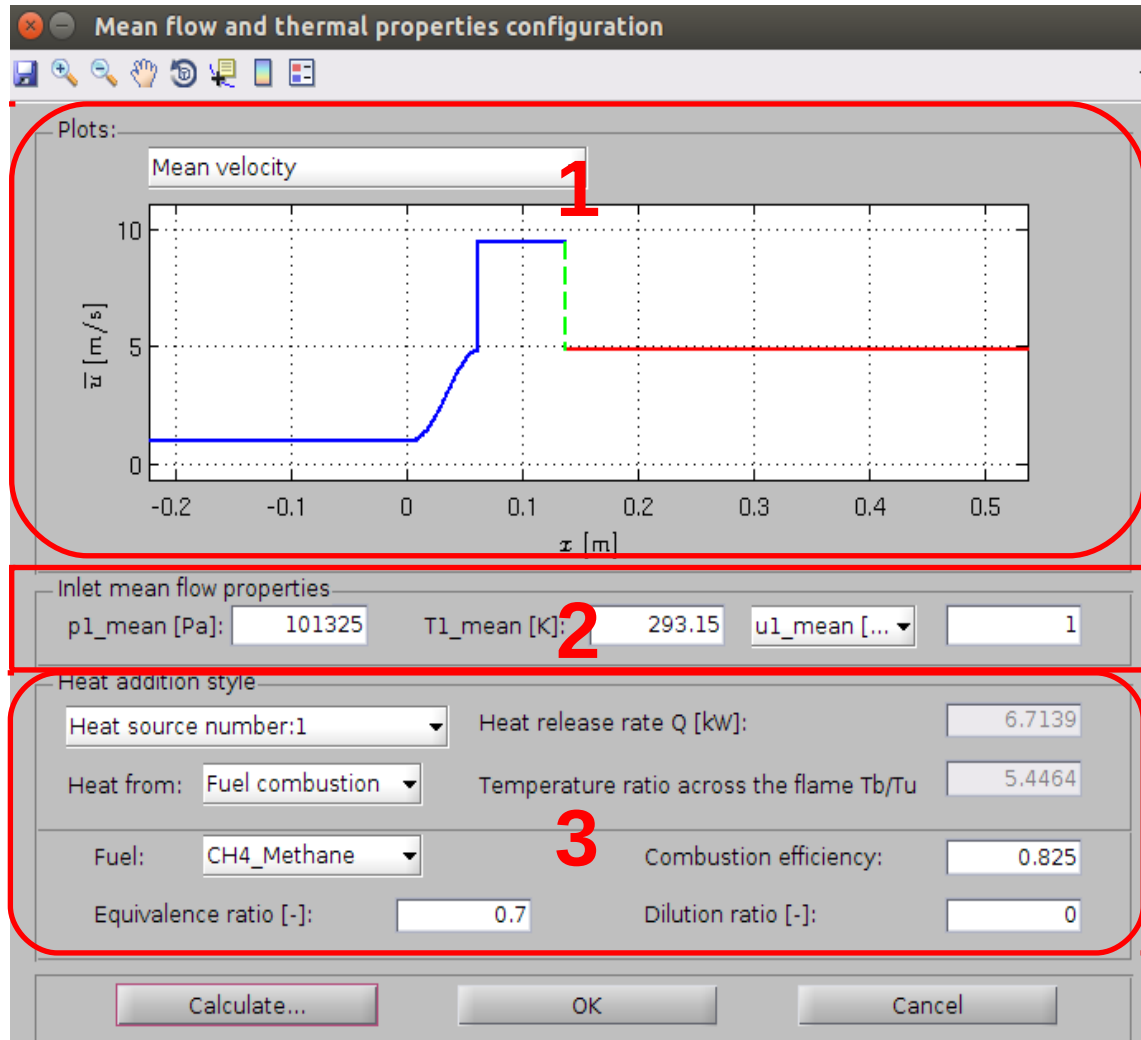 Mean flow and thermal properties configuration
Plots:
Mean velocity
1
10
5
0
u [m/s]
-0.2 -0.1 0 0.1 0.2 0.3 0.4 0.5
x [m]
Inlet mean flow properties
p1_mean [Pa]: 101325 T1_mean [K]: 293.15 u1_mean [... 1
2
Heat addition style
Heat source number:1 Heat release rate Q [kW]: 6.7139
Heat from: Fuel combustion Temperature ratio across the flame Tb/Tu 5.4464
3
Fuel: CH4_Methane Combustion efficiency: 0.825
Equivalence ratio [-]: 0.7 Dilution ratio [-]: 0
Calculate... OK Cancel